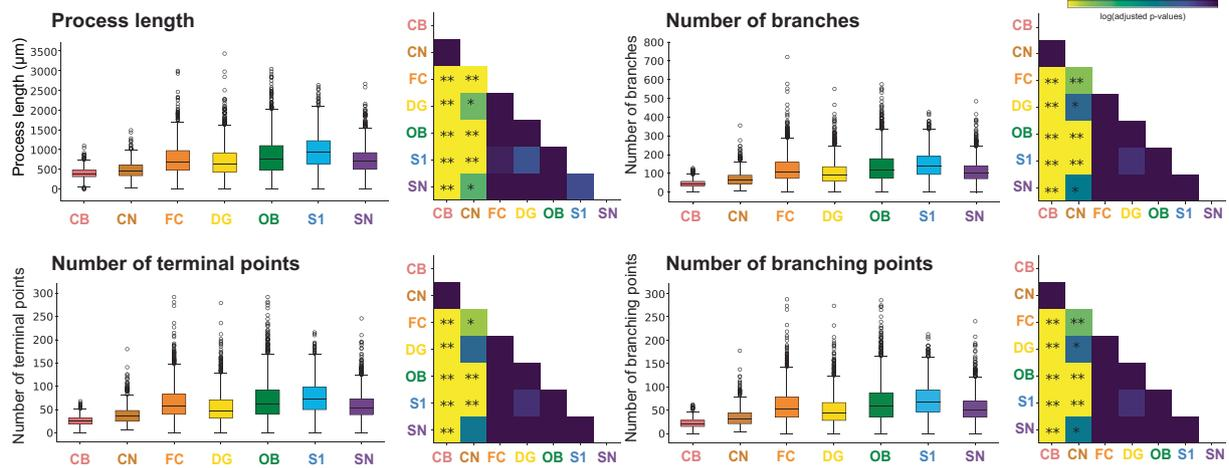 log(adjusted p-values)
Process length
Process length (µm)
3500
3000
2500
2000
1500
1000
500
0
CB CN FC DG OB S1 SN
CB
CN
FC ** **
DG ** *
OB ** **
S1 ** **
SN ** *
CB CN FC DG OB S1 SN
Number of branches
Number of branches
800
700
600
500
400
300
200
100
0
CB CN FC DG OB S1 SN
CB
CN
FC ** **
DG ** *
OB ** **
S1 ** **
SN ** *
CB CN FC DG OB S1 SN
Number of terminal points
Number of terminal points
300
250
200
150
100
50
0
CB CN FC DG OB S1 SN
CB
CN
FC ** *
DG **
OB ** **
S1 ** **
SN **
CB CN FC DG OB S1 SN
Number of branching points
Number of branching points
300
250
200
150
100
50
0
CB CN FC DG OB S1 SN
CB
CN
FC ** **
DG ** *
OB ** **
S1 ** **
SN ** *
CB CN FC DG OB S1 SN